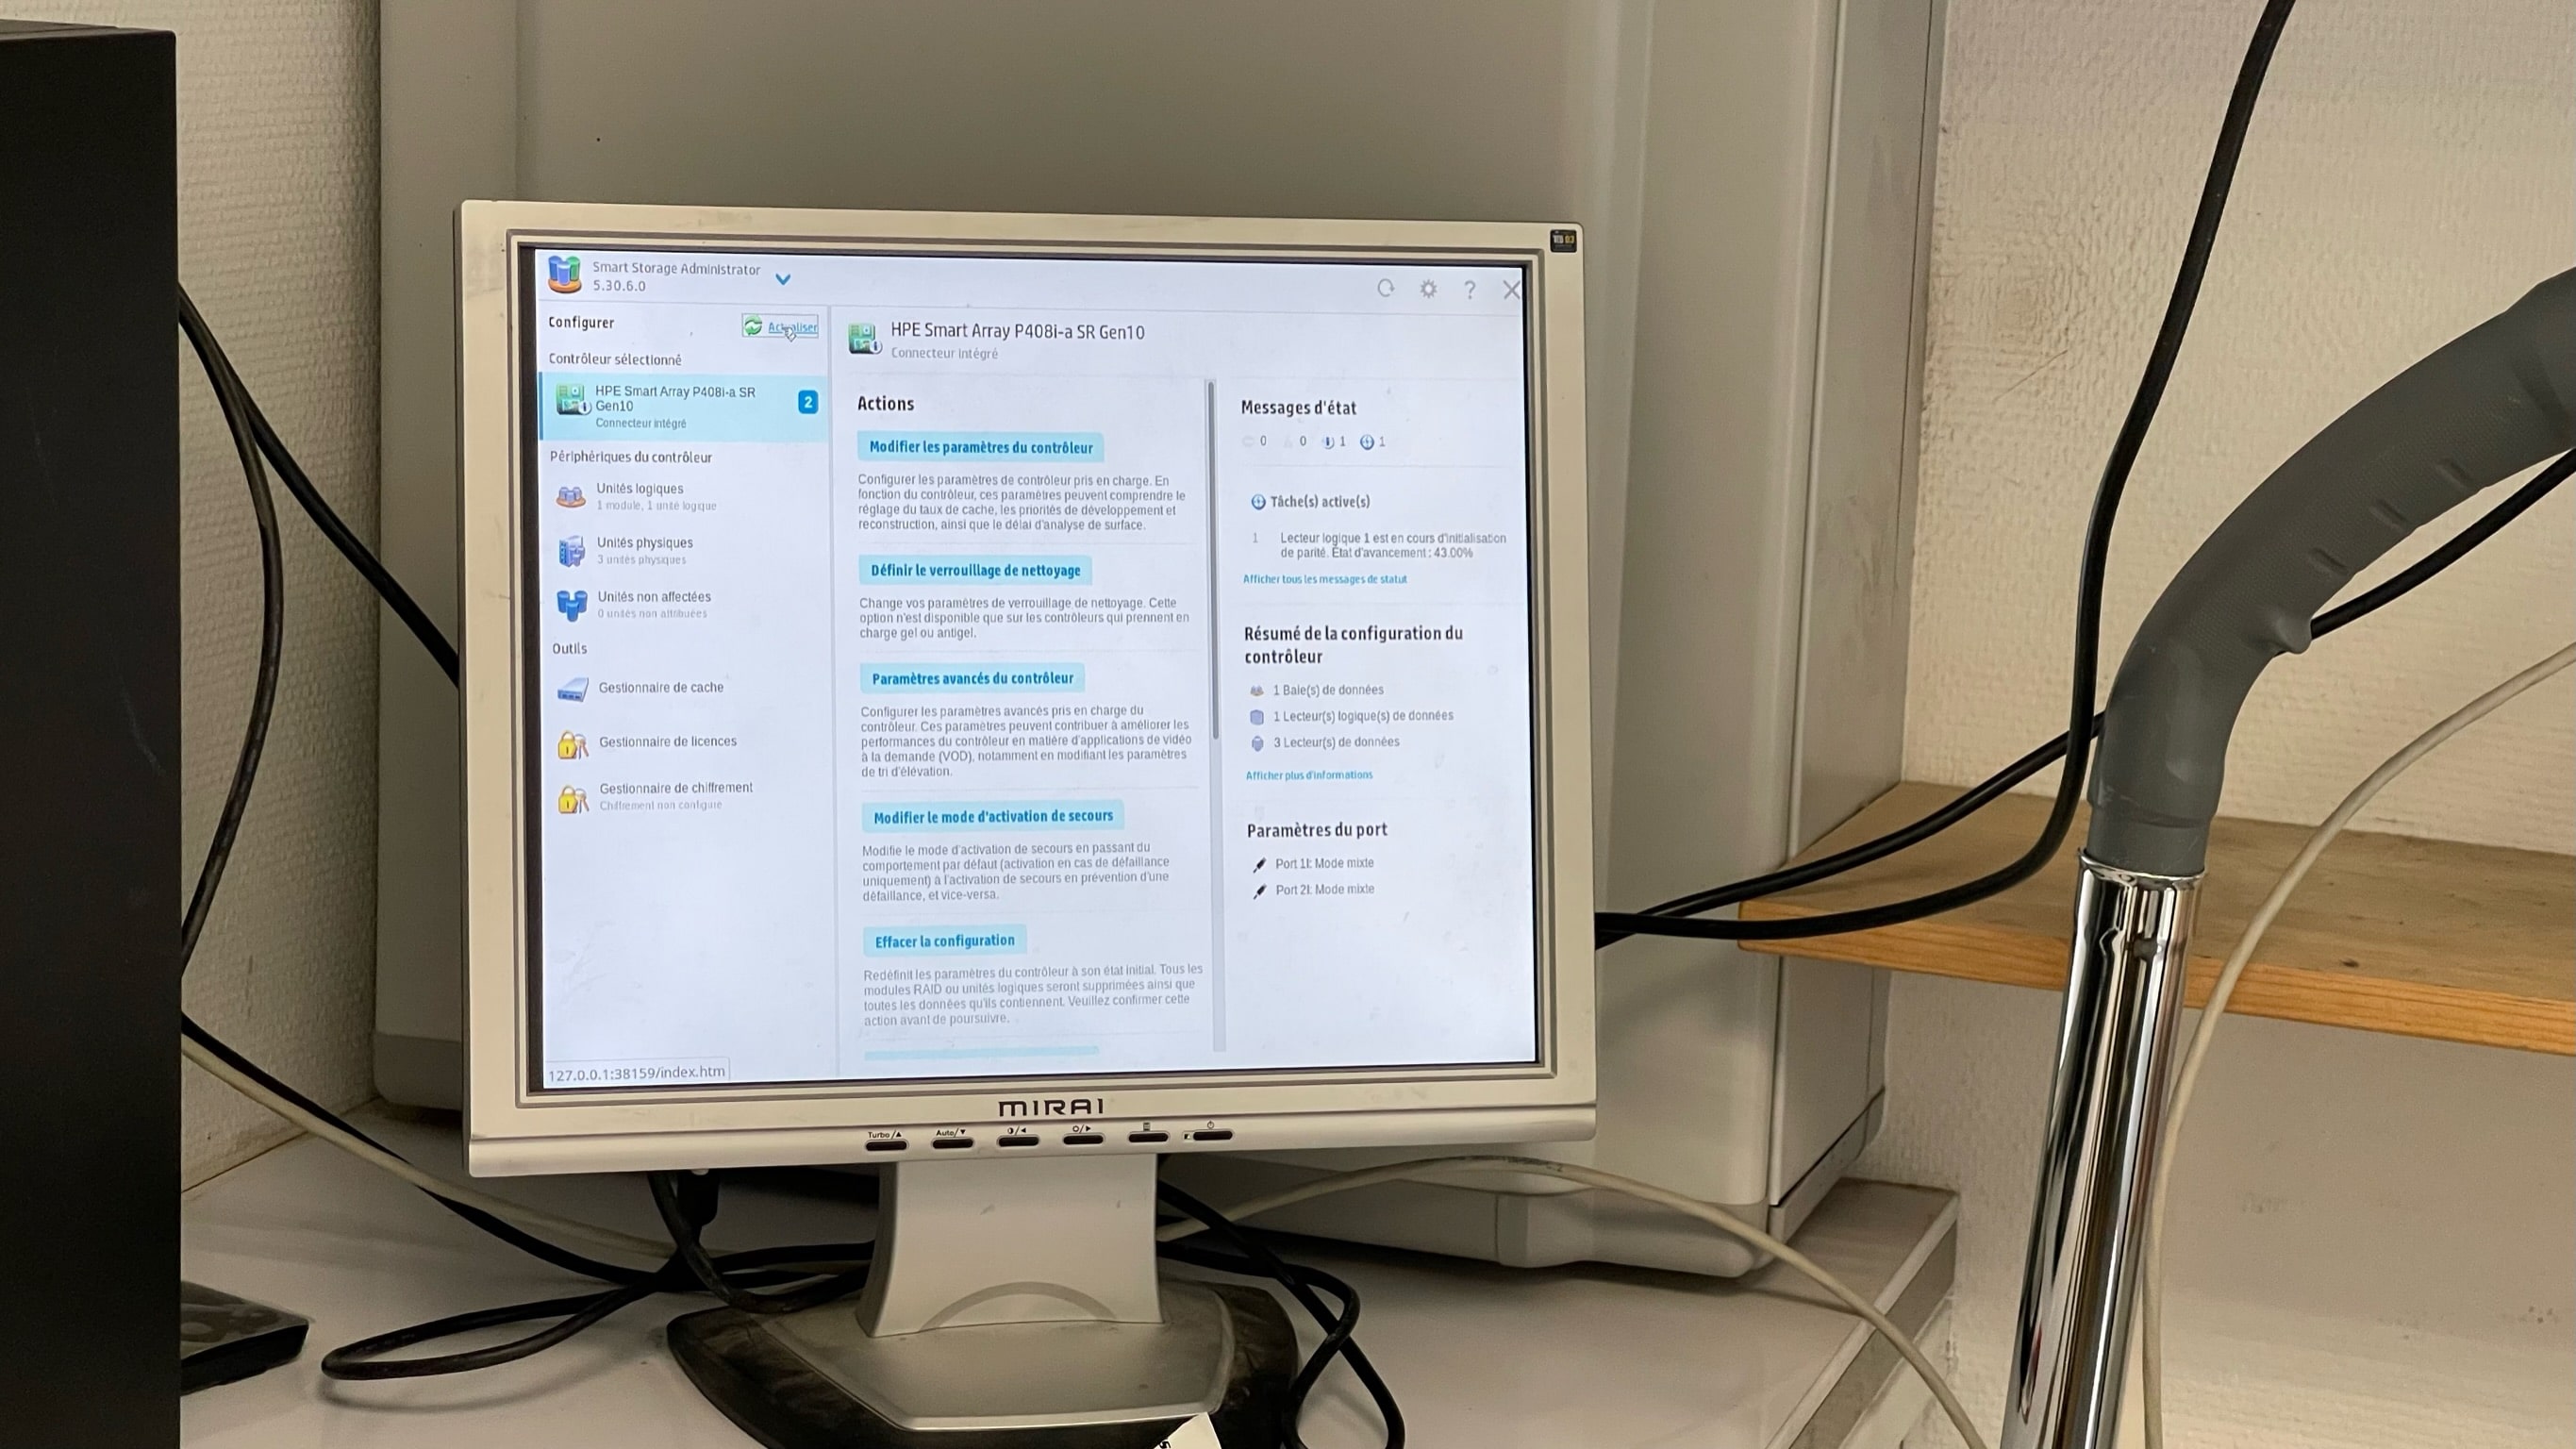 Smart Storage Administrator
5.30.6.0
Configurer
Actualiser
Contrôleur sélectionné
HPE Smart Array P408i-a SR
Gen10
Connecteur intégré
2
Périphériques du contrôleur
Unités logiques
1 module, 1 unité logique
Unités physiques
3 unités physiques
Unités non affectées
0 unités non attribuées
Outils
Gestionnaire de cache
Gestionnaire de licences
Gestionnaire de chiffrement
Chiffrement non configuré
127.0.0.1:38159/index.htm
HPE Smart Array P408i-a SR Gen10
Connecteur intégré
Actions
Modifier les paramètres du contrôleur
Configurer les paramètres de contrôleur pris en charge. En
fonction du contrôleur, ces paramètres peuvent comprendre le
réglage du taux de cache, les priorités de développement et
reconstruction, ainsi que le délai d'analyse de surface.
Définir le verrouillage de nettoyage
Change vos paramètres de verrouillage de nettoyage. Cette
option n'est disponible que sur les contrôleurs qui prennent en
charge gel ou antigel.
Paramètres avancés du contrôleur
Configurer les paramètres avancés pris en charge du
contrôleur. Ces paramètres peuvent contribuer à améliorer les
performances du contrôleur en matière d'applications de vidéo
à la demande (VOD), notamment en modifiant les paramètres
de tri d'élévation.
Modifier le mode d'activation de secours
Modifie le mode d'activation de secours en passant du
comportement par défaut (activation en cas de défaillance
uniquement) à l'activation de secours en prévention d'une
défaillance, et vice-versa.
Effacer la configuration
Redéfinit les paramètres du contrôleur à son état initial. Tous les
modules RAID ou unités logiques seront supprimées ainsi que
toutes les données qu'ils contiennent. Veuillez confirmer cette
action avant de poursuivre.
Messages d'état
0 0 1 1
Tâche(s) active(s)
1 Lecteur logique 1 est en cours d'initialisation
de parité. État d'avancement : 43.00%
Afficher tous les messages de statut
Résumé de la configuration du
contrôleur
1 Baie(s) de données
1 Lecteur(s) logique(s) de données
3 Lecteur(s) de données
Afficher plus d'informations
Paramètres du port
Port 1I: Mode mixte
Port 2I: Mode mixte
MIRAI
Turbo/▲ Auto/▼